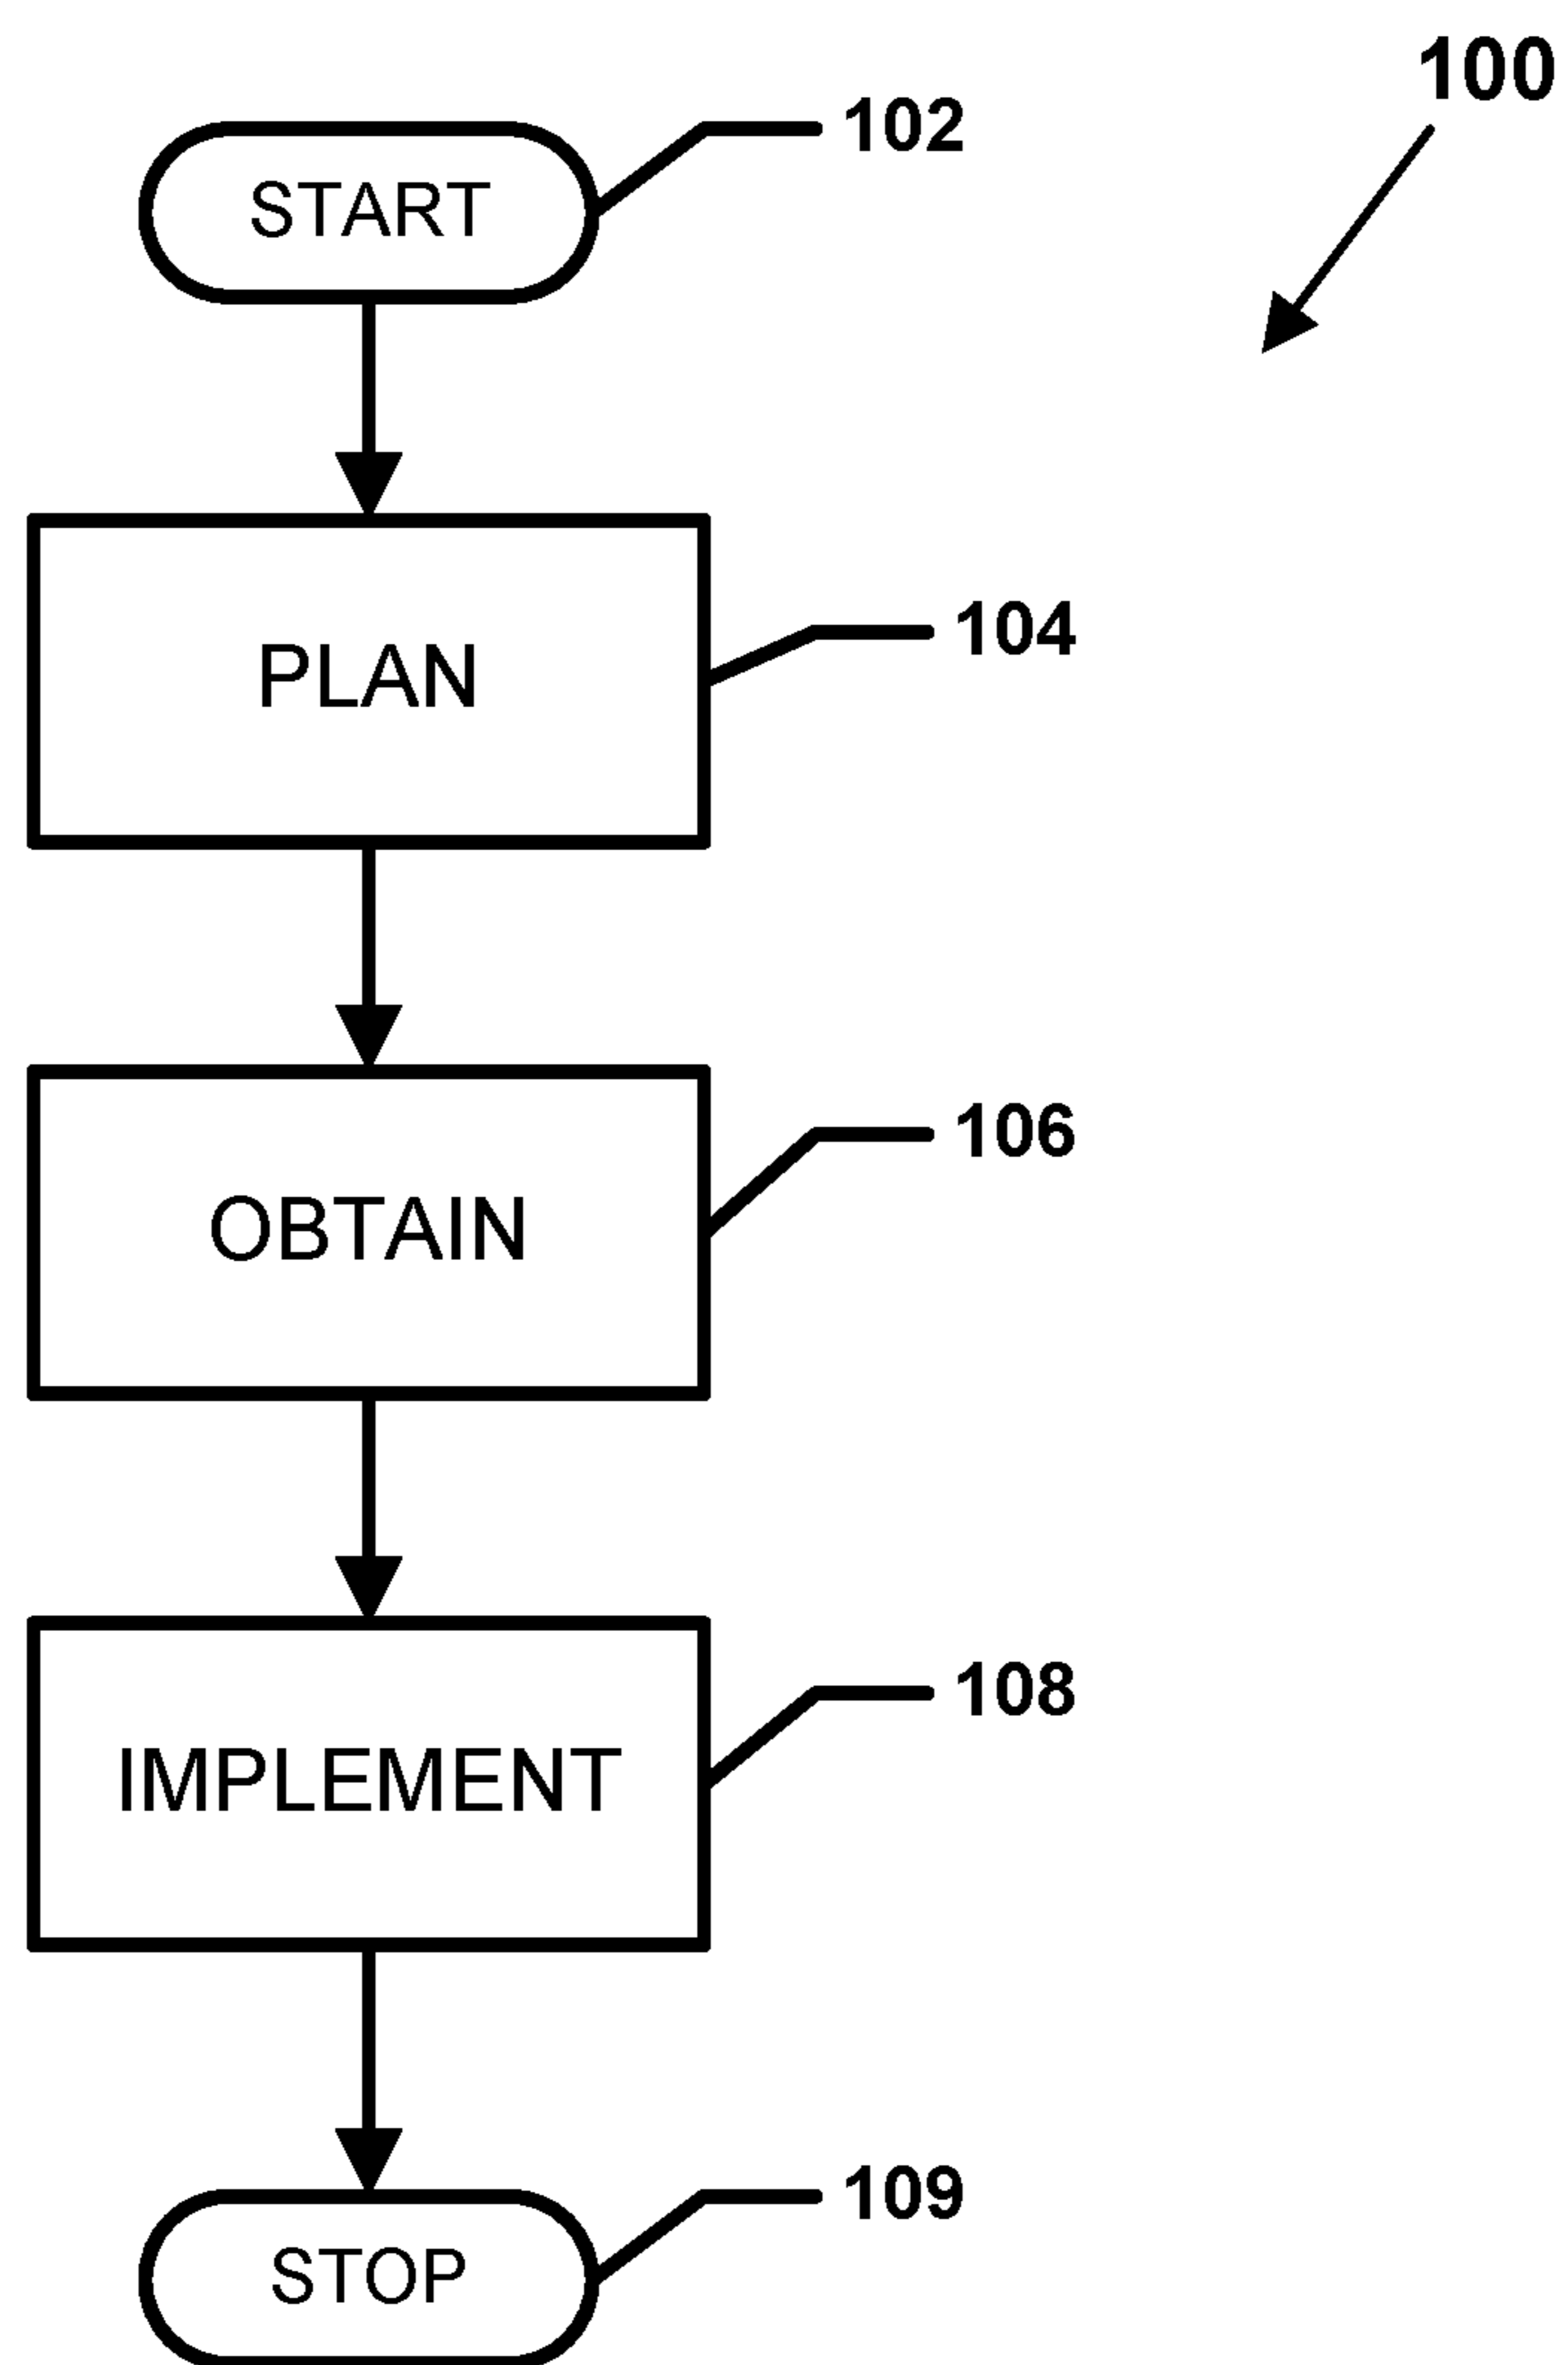 100
102
START
PLAN
104
106
OBTAIN
108
IMPLEMENT
109
STOP